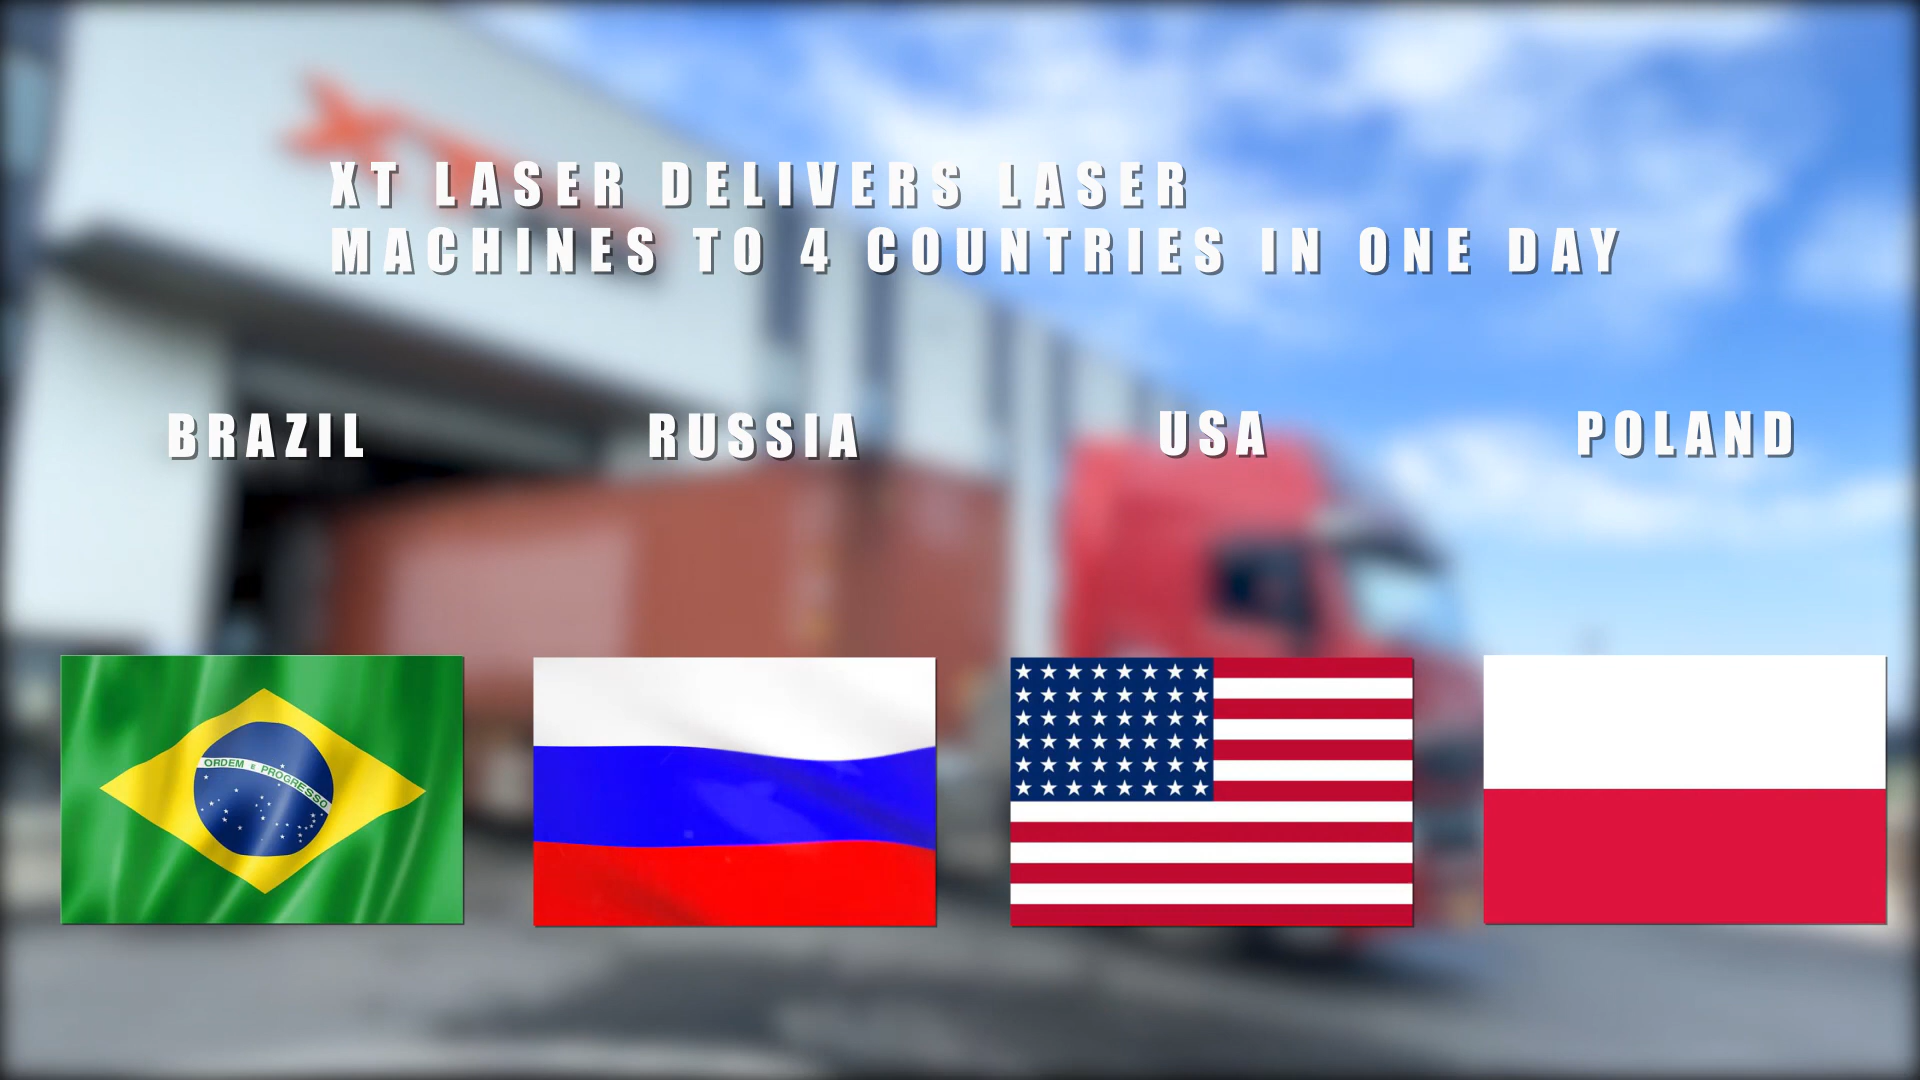 XT LASER DELIVERS LASER
MACHINES TO 4 COUNTRIES IN ONE DAY
BRAZIL
RUSSIA
USA
POLAND
ORDEM E PROGRESSO